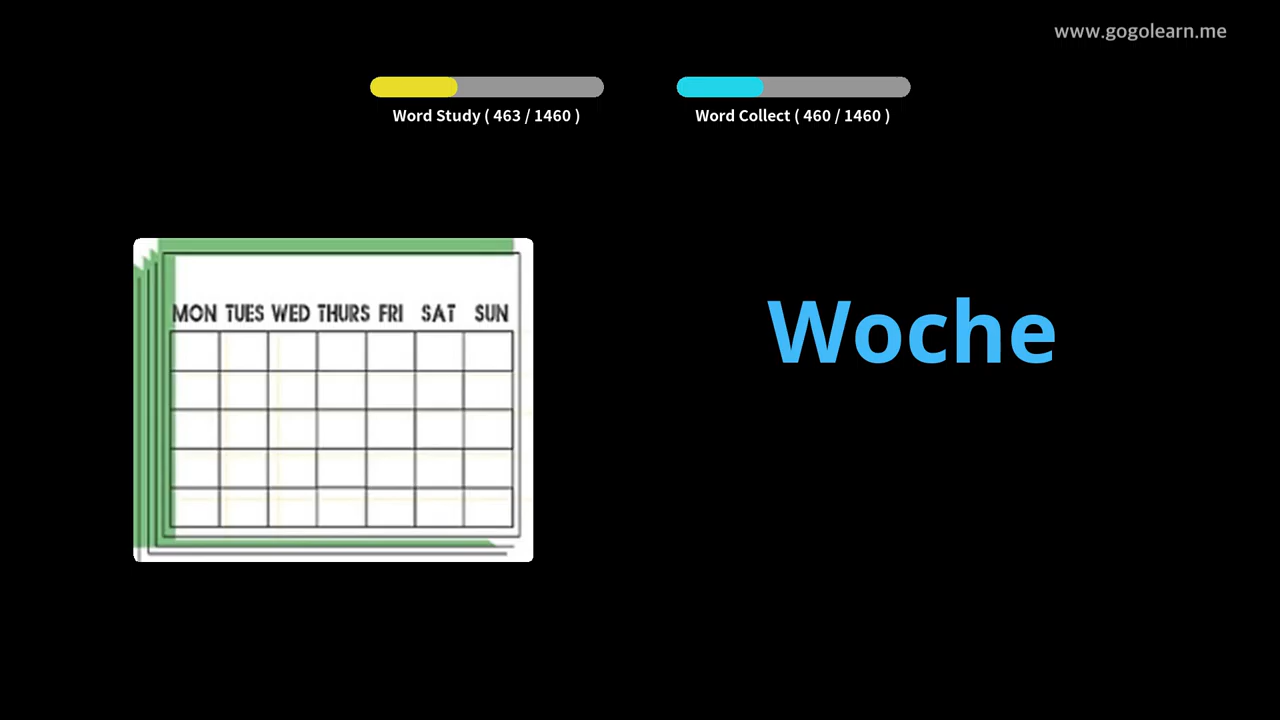 www.gogolearn.me
Word Study ( 463 / 1460 )
Word Collect ( 460 / 1460 )
MON TUES WED THURS FRI SAT SUN
Woche